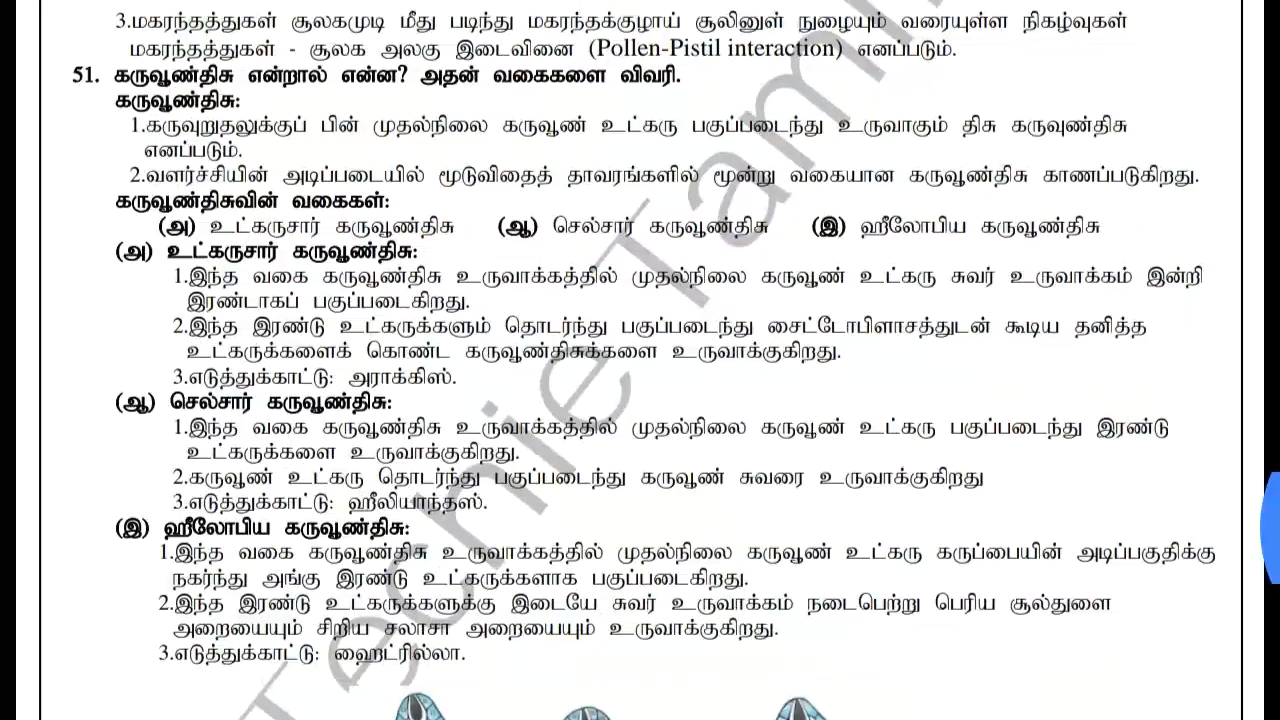 3.மகரந்தத்துகள் சூலகமுடி மீது படிந்து மகரந்தக்குழாய் சூலினுள் நுழையும் வரையுள்ள நிகழ்வுகள்
மகரந்தத்துகள் - சூலக அலகு இடைவினை (Pollen-Pistil interaction) எனப்படும்.
51. கருவூண்திசு என்றால் என்ன? அதன் வகைகளை விவரி.
கருவூண்திசு:
1.கருவுறுதலுக்குப் பின் முதல்நிலை கருவூண் உட்கரு பகுப்படைந்து உருவாகும் திசு கருவுண்திசு
எனப்படும்.
2.வளர்ச்சியின் அடிப்படையில் மூடுவிதைத் தாவரங்களில் மூன்று வகையான கருவூண்திசு காணப்படுகிறது.
கருவூண்திசுவின் வகைகள்:
(அ) உட்கருசார் கருவூண்திசு (ஆ) செல்சார் கருவூண்திசு (இ) ஹீலோபிய கருவூண்திசு
(அ) உட்கருசார் கருவூண்திசு:
1.இந்த வகை கருவூண்திசு உருவாக்கத்தில் முதல்நிலை கருவூண் உட்கரு சுவர் உருவாக்கம் இன்றி
இரண்டாகப் பகுப்படைகிறது.
2.இந்த இரண்டு உட்கருக்களும் தொடர்ந்து பகுப்படைந்து சைட்டோபிளாசத்துடன் கூடிய தனித்த
உட்கருக்களைக் கொண்ட கருவூண்திசுக்களை உருவாக்குகிறது.
3.எடுத்துக்காட்டு: அராக்கிஸ்.
(ஆ) செல்சார் கருவூண்திசு:
1.இந்த வகை கருவூண்திசு உருவாக்கத்தில் முதல்நிலை கருவூண் உட்கரு பகுப்படைந்து இரண்டு
உட்கருக்களை உருவாக்குகிறது.
2.கருவூண் உட்கரு தொடர்ந்து பகுப்படைந்து கருவூண் சுவரை உருவாக்குகிறது
3.எடுத்துக்காட்டு: ஹீலியாந்தஸ்.
(இ) ஹீலோபிய கருவூண்திசு:
1.இந்த வகை கருவூண்திசு உருவாக்கத்தில் முதல்நிலை கருவூண் உட்கரு கருப்பையின் அடிப்பகுதிக்கு
நகர்ந்து அங்கு இரண்டு உட்கருக்களாக பகுப்படைகிறது.
2.இந்த இரண்டு உட்கருக்களுக்கு இடையே சுவர் உருவாக்கம் நடைபெற்று பெரிய சூல்துளை
அறையையும் சிறிய சலாசா அறையையும் உருவாக்குகிறது.
3.எடுத்துக்காட்டு: ஹைட்ரில்லா.
Techie Tami